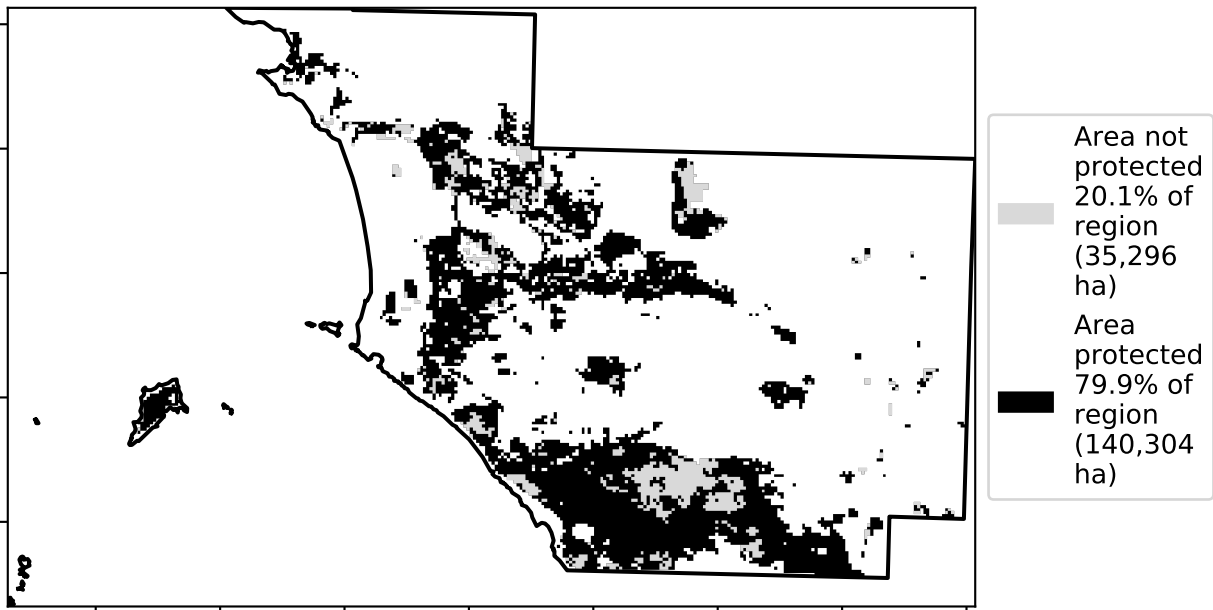 Area not
protected
20.1% of
region
(35,296
ha)
Area
protected
79.9% of
region
(140,304
ha)